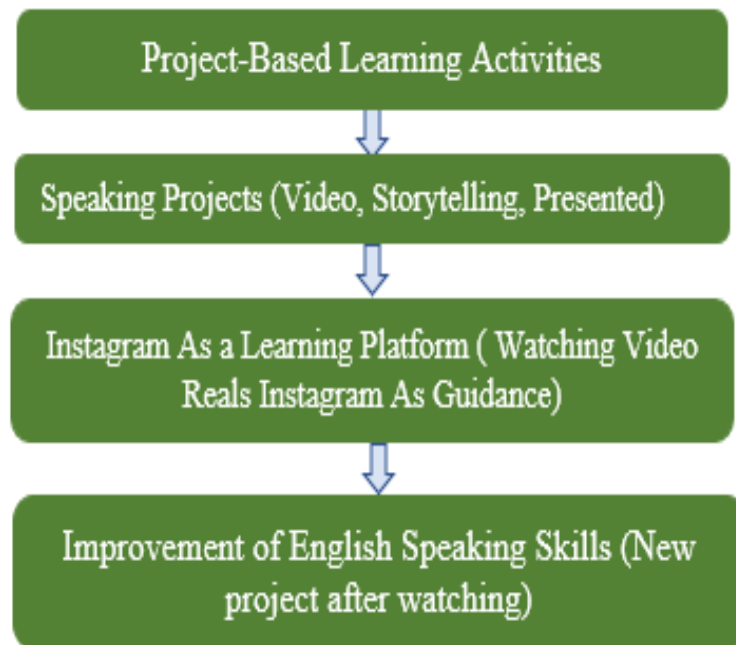 Project-Based Learning Activities
Speaking Projects (Video, Storytelling, Presented)
Instagram As a Learning Platform ( Watching Video
Reals Instagram As Guidance)
Improvement of English Speaking Skills (New
project after watching)